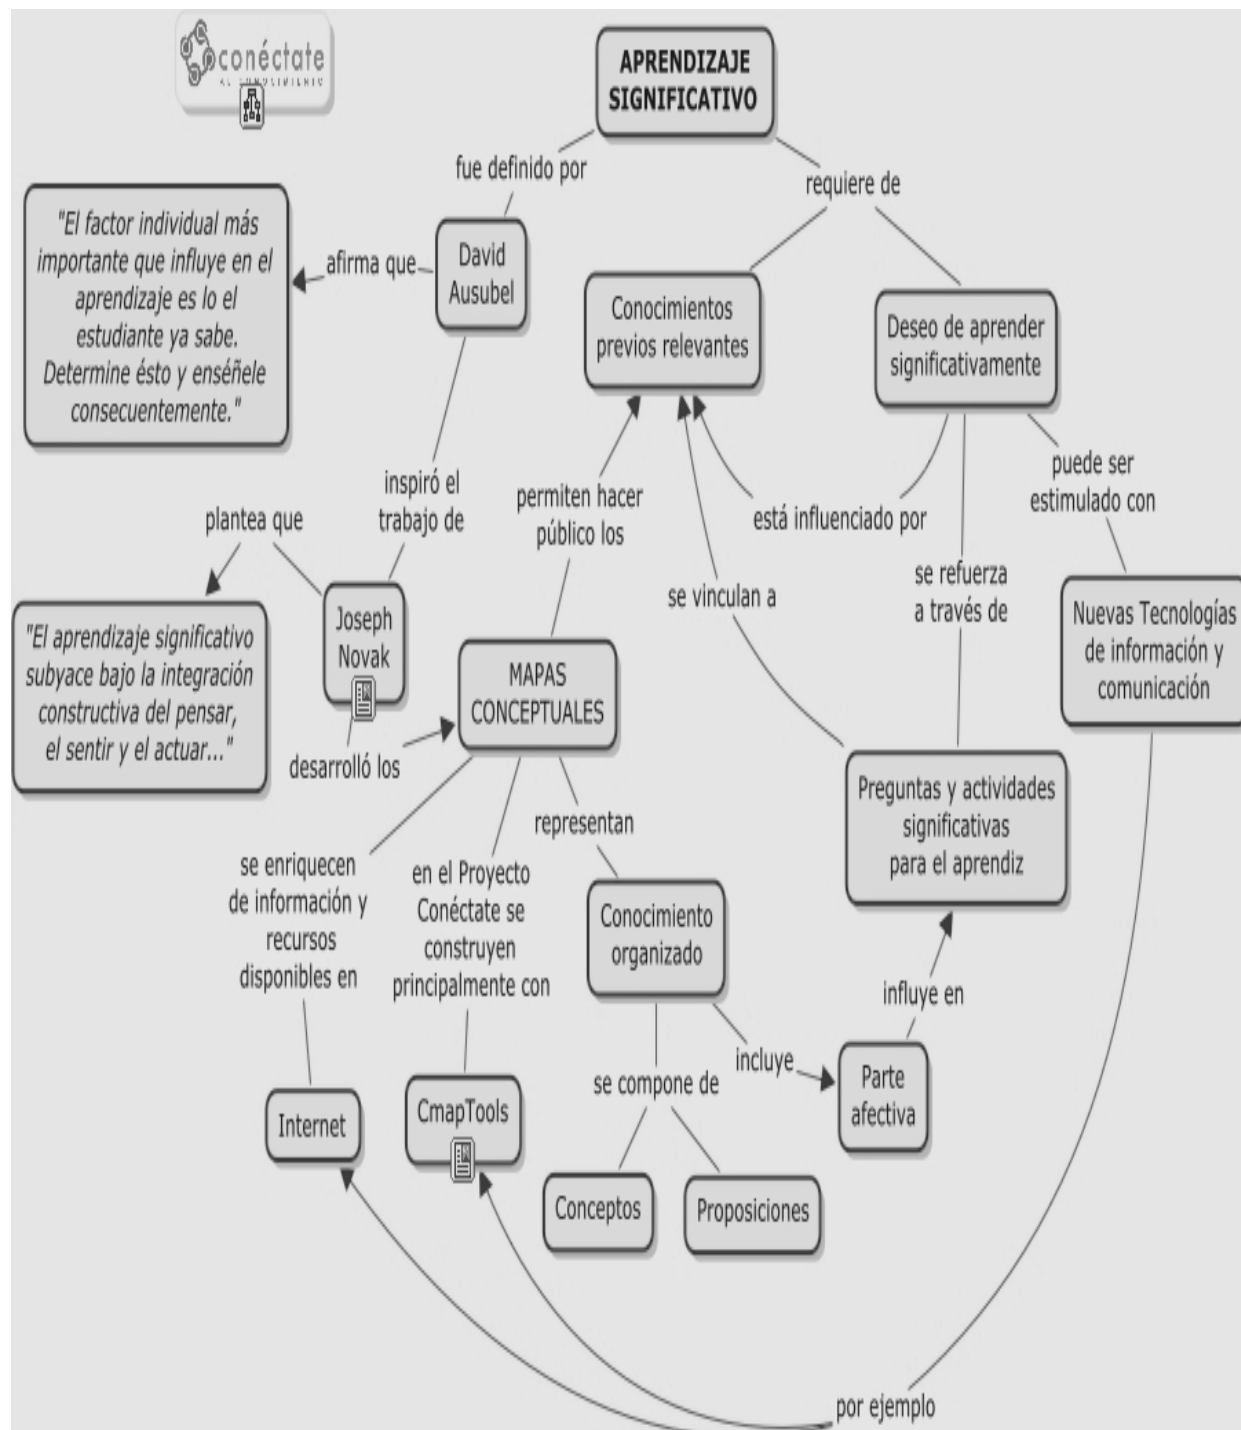 conéctate
AL CONOCIMIENTO
APRENDIZAJE
SIGNIFICATIVO
fue definido por
requiere de
"El factor individual más
importante que influye en el
aprendizaje es lo el
estudiante ya sabe.
Determine ésto y enséñele
consecuentemente."
afirma que
David
Ausubel
Conocimientos
previos relevantes
Deseo de aprender
significativamente
inspiró el
trabajo de
permiten hacer
público los
está influenciado por
puede ser
estimulado con
plantea que
se vinculan a
se refuerza
a través de
"El aprendizaje significativo
subyace bajo la integración
constructiva del pensar,
el sentir y el actuar..."
Joseph
Novak
MAPAS
CONCEPTUALES
Nuevas Tecnologías
de información y
comunicación
desarrolló los
Preguntas y actividades
significativas
para el aprendiz
representan
se enriquecen
de información y
recursos
disponibles en
en el Proyecto
Conéctate se
construyen
principalmente con
Conocimiento
organizado
influye en
incluye
se compone de
Parte
afectiva
Internet
CmapTools
Conceptos
Proposiciones
por ejemplo